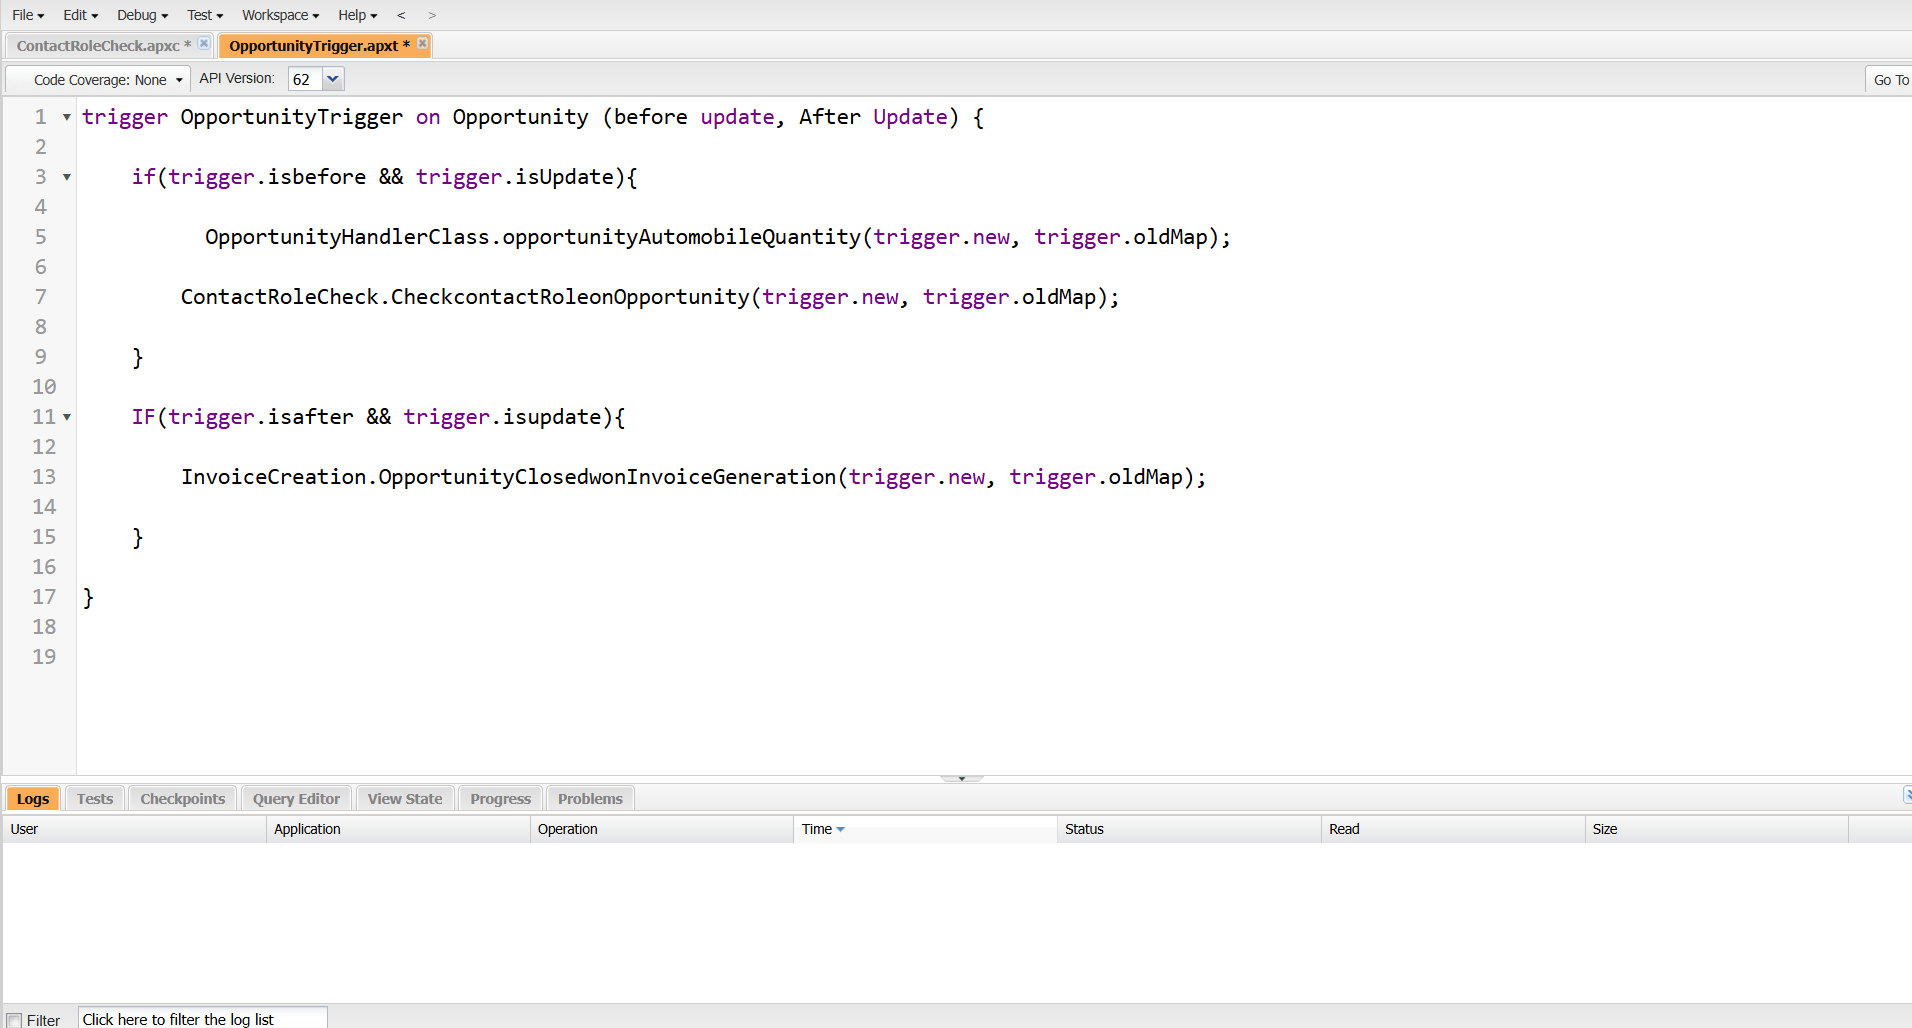 File Edit Debug Test Workspace Help < >
ContactRoleCheck.apxc * OpportunityTrigger.apxt *
Code Coverage: None API Version: 62 Go To
1 trigger OpportunityTrigger on Opportunity (before update, After Update) {
2
3 if(trigger.isbefore && trigger.isUpdate){
4
5 OpportunityHandlerClass.opportunityAutomobileQuantity(trigger.new, trigger.oldMap);
6
7 ContactRoleCheck.CheckcontactRoleonOpportunity(trigger.new, trigger.oldMap);
8
9 }
10
11 IF(trigger.isafter && trigger.isupdate){
12
13 InvoiceCreation.OpportunityClosedwonInvoiceGeneration(trigger.new, trigger.oldMap);
14
15 }
16
17 }
18
19
Logs Tests Checkpoints Query Editor View State Progress Problems
User Application Operation Time Status Read Size
Filter Click here to filter the log list